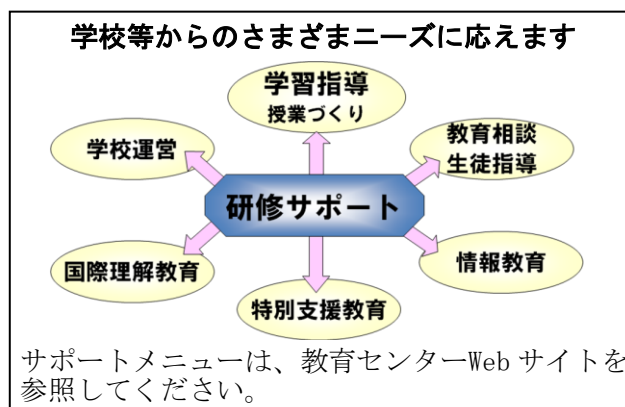 学校等からのさまざまニーズに応えます
学習指導
授業づくり
学校運営
教育相談
生徒指導
研修サポート
国際理解教育
情報教育
特別支援教育
サポートメニューは、教育センターWeb サイトを
参照してください。